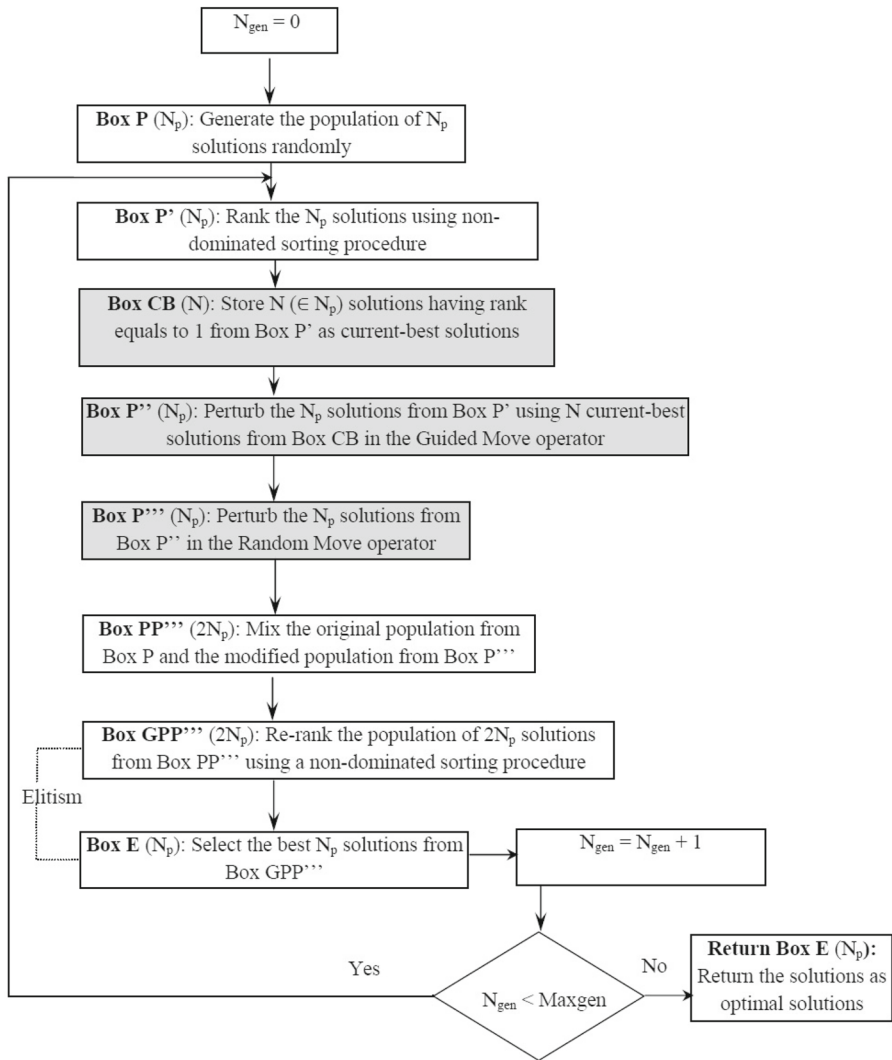 N_gen = 0
Box P (N_p): Generate the population of N_p
solutions randomly
Box P' (N_p): Rank the N_p solutions using non-
dominated sorting procedure
Box CB (N): Store N (∈ N_p) solutions having rank
equals to 1 from Box P' as current-best solutions
Box P’’ (N_p): Perturb the N_p solutions from Box P' using N current-best
solutions from Box CB in the Guided Move operator
Box P’’’ (N_p): Perturb the N_p solutions from
Box P’’ in the Random Move operator
Box PP’’’ (2N_p): Mix the original population from
Box P and the modified population from Box P’’’
Box GPP’’’ (2N_p): Re-rank the population of 2N_p solutions
from Box PP’’’ using a non-dominated sorting procedure
Elitism
Box E (N_p): Select the best N_p solutions from
Box GPP’’’
N_gen = N_gen + 1
N_gen < Maxgen
Yes
No
Return Box E (N_p):
Return the solutions as
optimal solutions